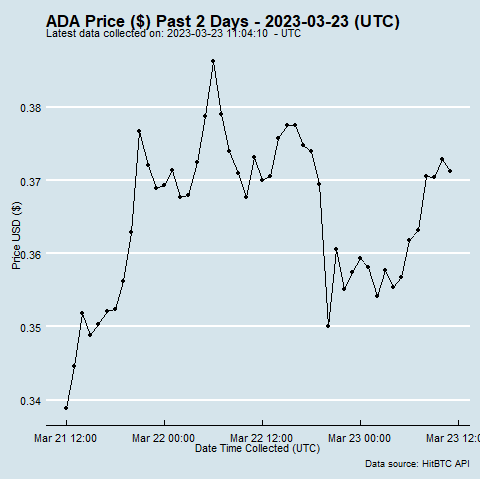 ADA Price ($) Past 2 Days - 2023-03-23 (UTC)
Latest data collected on: 2023-03-23 11:04:10 - UTC
Price USD ($)
0.38
0.37
0.36
0.35
0.34
Mar 21 12:00
Mar 22 00:00
Mar 22 12:00
Mar 23 00:00
Mar 23 12:
Date Time Collected (UTC)
Data source: HitBTC API